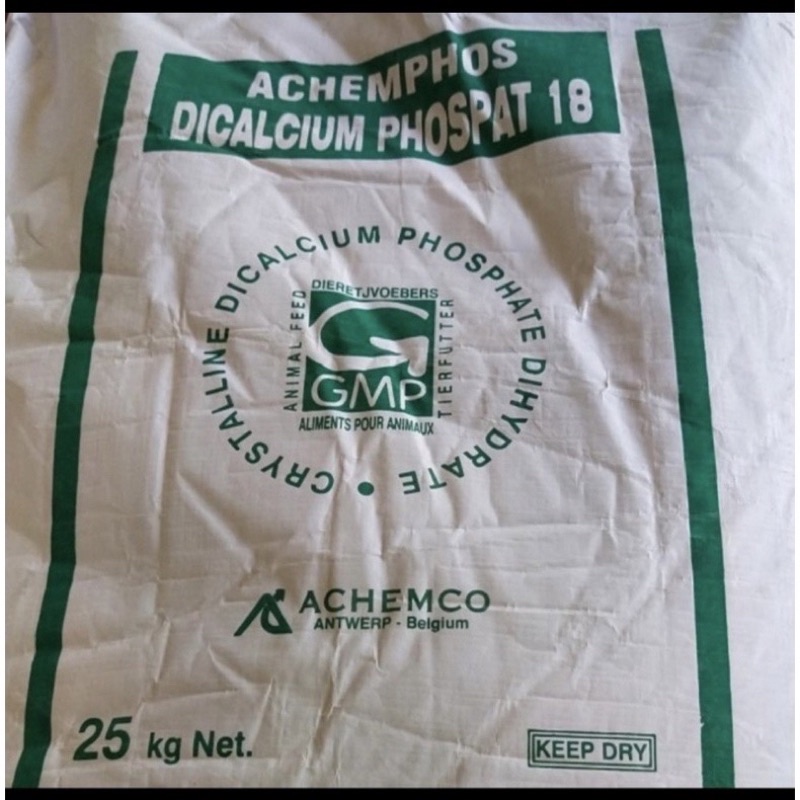 ACHEMPHOS
DICALCIUM PHOSPAT 18
CRYSTALLINE DICALCIUM PHOSPHATE DIHYDRATE •
DIERETJVOEBERS
ANIMAL FEED
TIERFUTTER
GMP
ALIMENTS POUR ANIMAUX
ACHEMCO
ANTWERP - Belgium
25 kg Net.
KEEP DRY